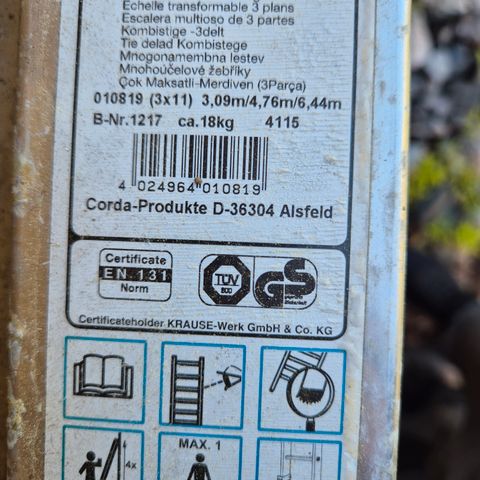 Échelle transformable 3 plans
Escalera multiuso de 3 partes
Kombistige -3delt
Tie delad Kombistege
Mnogonamembna lestev
Mnohoúčelové žebříky
Çok Maksatli-Merdiven (3Parça)
010819 (3x11) 3,09m/4,76m/6,44m
B-Nr.1217 ca.18kg 4115
4 024964 010819
Corda-Produkte D-36304 Alsfeld
Certificate
EN 131
Norm
TÜV
GS
Certificateholder KRAUSE-Werk GmbH & Co. KG
4x
MAX. 1